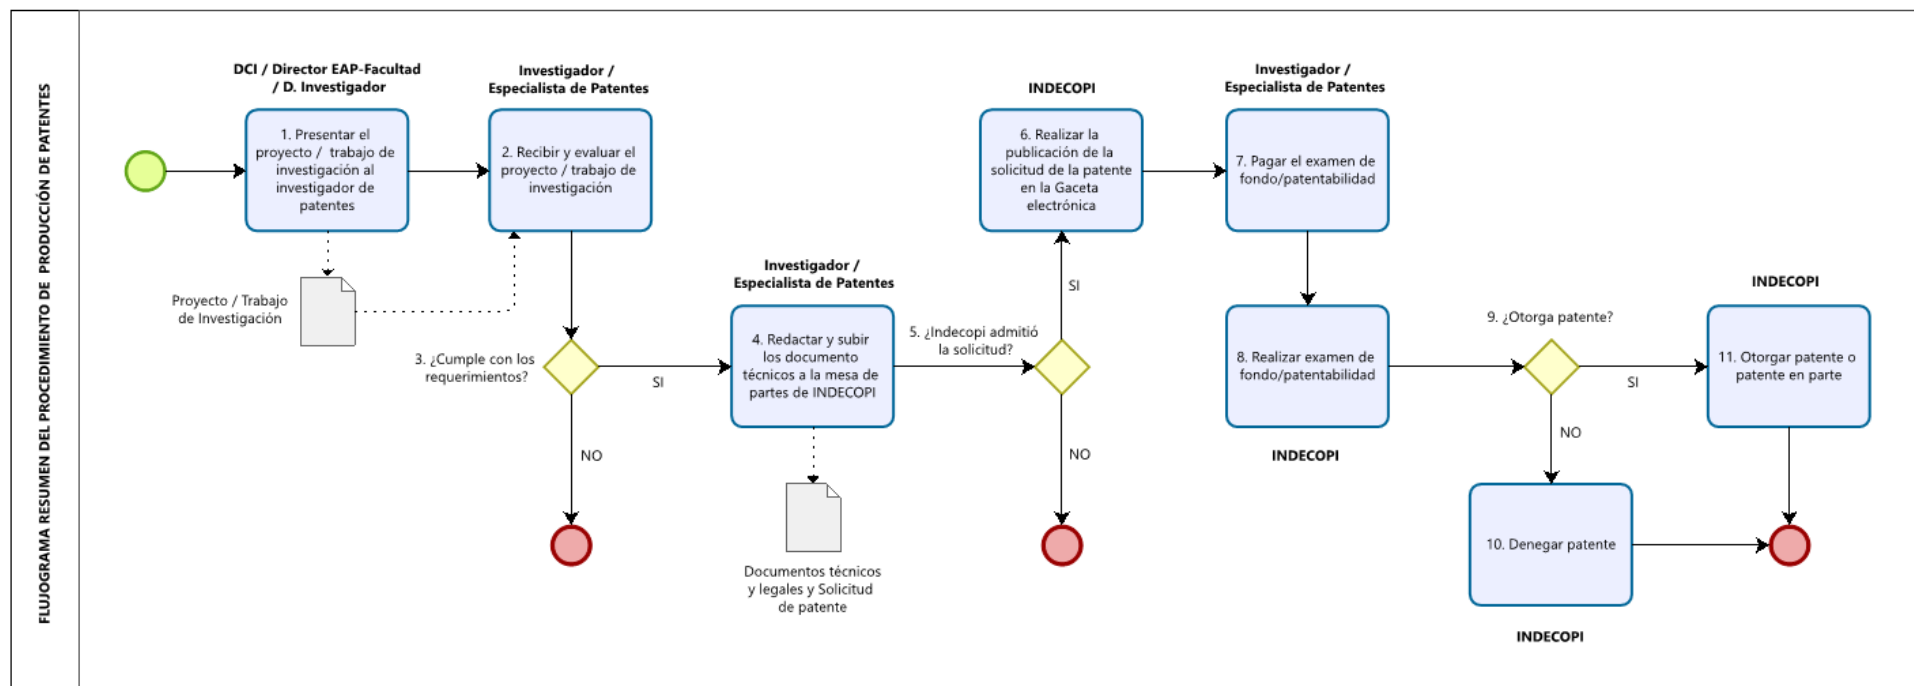 FLUJOGRAMA RESUMEN DEL PROCEDIMIENTO DE PRODUCCIÓN DE PATENTES
DCI / Director EAP-Facultad
/ D. Investigador
1. Presentar el
proyecto / trabajo de
investigación al
investigador de
patentes
Proyecto / Trabajo
de Investigación
Investigador /
Especialista de Patentes
2. Recibir y evaluar el
proyecto / trabajo de
investigación
3. ¿Cumple con los
requerimientos?
SI
NO
Investigador /
Especialista de Patentes
4. Redactar y subir
los documento
técnicos a la mesa de
partes de INDECOPI
Documentos técnicos
y legales y Solicitud
de patente
5. ¿Indecopi admitió
la solicitud?
SI
NO
INDECOPI
6. Realizar la
publicación de la
solicitud de la patente
en la Gaceta
electrónica
Investigador /
Especialista de Patentes
7. Pagar el examen de
fondo/patentabilidad
8. Realizar examen de
fondo/patentabilidad
INDECOPI
9. ¿Otorga patente?
SI
NO
10. Denegar patente
INDECOPI
INDECOPI
11. Otorgar patente o
patente en parte